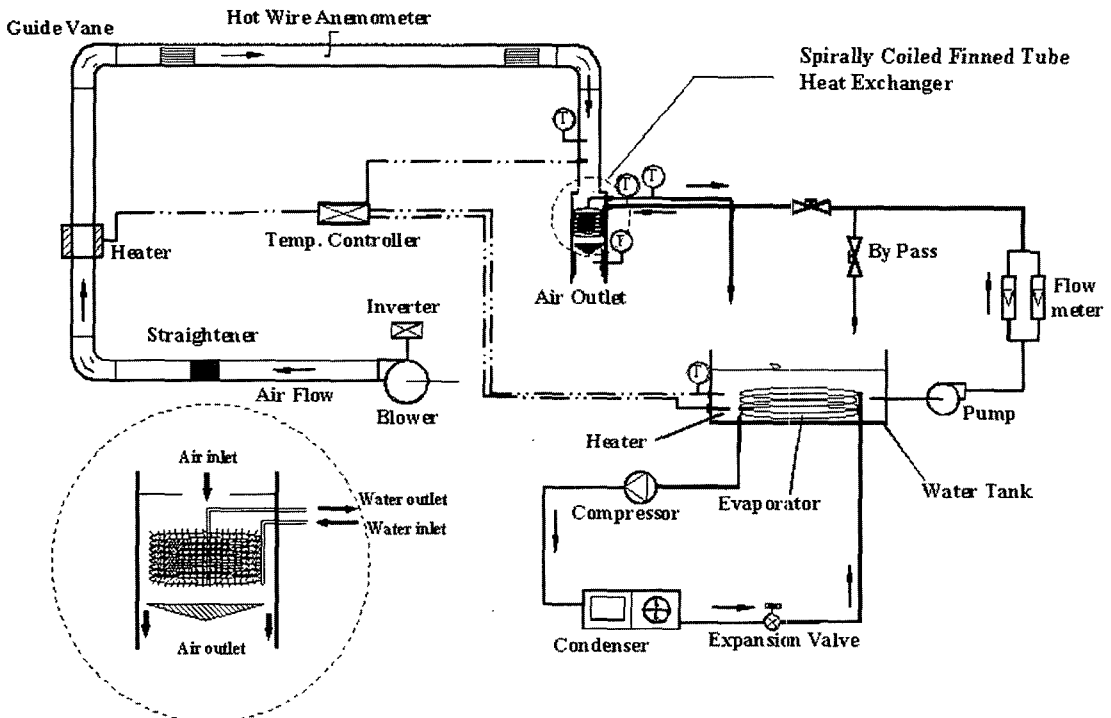 Guide Vane
Hot Wire Anemometer
Spirally Coiled Finned Tube
Heat Exchanger
T
T
T
T
Heater
Temp. Controller
Air Outlet
By Pass
Flow
meter
Inverter
Straightener
Air Flow
Blower
T
Pump
Heater
Evaporator
Water Tank
Compressor
Condenser
Expansion Valve
Air inlet
Water outlet
Water inlet
Air outlet